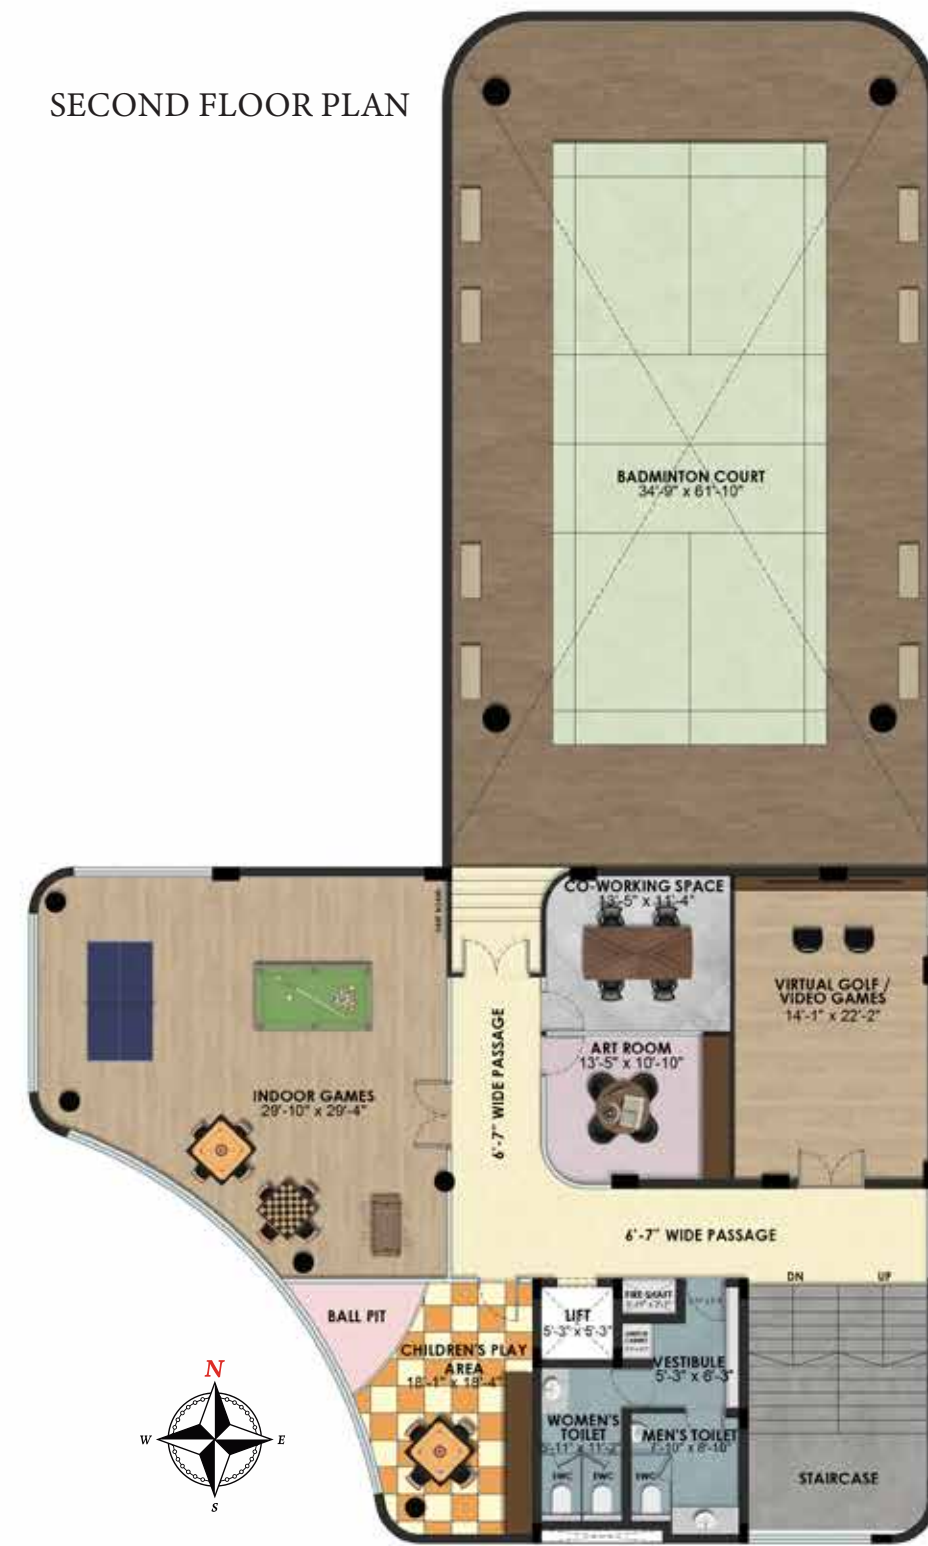 SECOND FLOOR PLAN
BADMINTON COURT
34'-9" x 61'-10"
CO-WORKING SPACE
13'-5" x 11'-4"
VIRTUAL GOLF /
VIDEO GAMES
14'-1" x 22'-2"
ART ROOM
13'-5" x 10'-10"
6'-7" WIDE PASSAGE
INDOOR GAMES
29'-10" x 29'-4"
6'-7" WIDE PASSAGE
DN
UP
BALL PIT
LIFT
5'-3" x 5'-3"
FIRE SHAFT
CHILDREN'S PLAY
AREA
18'-1" x 18'-4"
VESTIBULE
5'-3" x 6'-3"
WOMEN'S
TOILET
MEN'S TOILET
EWC
EWC
EWC
STAIRCASE
N
W
E
S